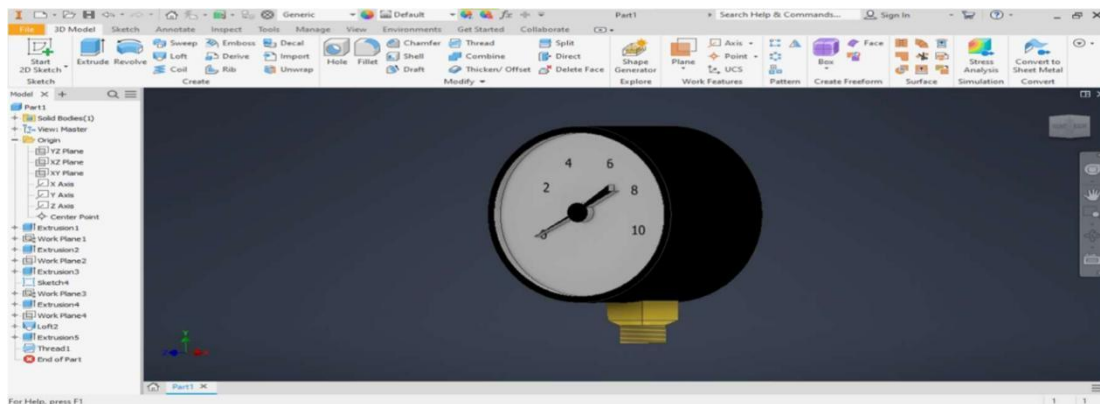 Generic
Default
Part1
Search Help & Commands...
Sign In
File 3D Model Sketch Annotate Inspect Tools Manage View Environments Get Started Collaborate
Start
2D Sketch
Extrude Revolve
Sweep Emboss Decal
Loft Derive Import
Coil Rib Unwrap
Hole Fillet
Chamfer Thread Split
Shell Combine Direct
Draft Thicken/ Offset Delete Face
Shape
Generator
Plane
Axis
Point
UCS
Box
Face
Stress
Analysis
Convert to
Sheet Metal
Sketch Create Modify Explore Work Features Pattern Create Freeform Surface Simulation Convert
Model
Part1
Solid Bodies(1)
View: Master
Origin
YZ Plane
XZ Plane
XY Plane
X Axis
Y Axis
Z Axis
Center Point
Extrusion1
Work Plane1
Extrusion2
Work Plane2
Extrusion3
Sketch4
Work Plane3
Extrusion4
Work Plane4
Loft2
Extrusion5
Thread1
End of Part
4 6
2 8
10
Part1
For Help, press F1
1 1